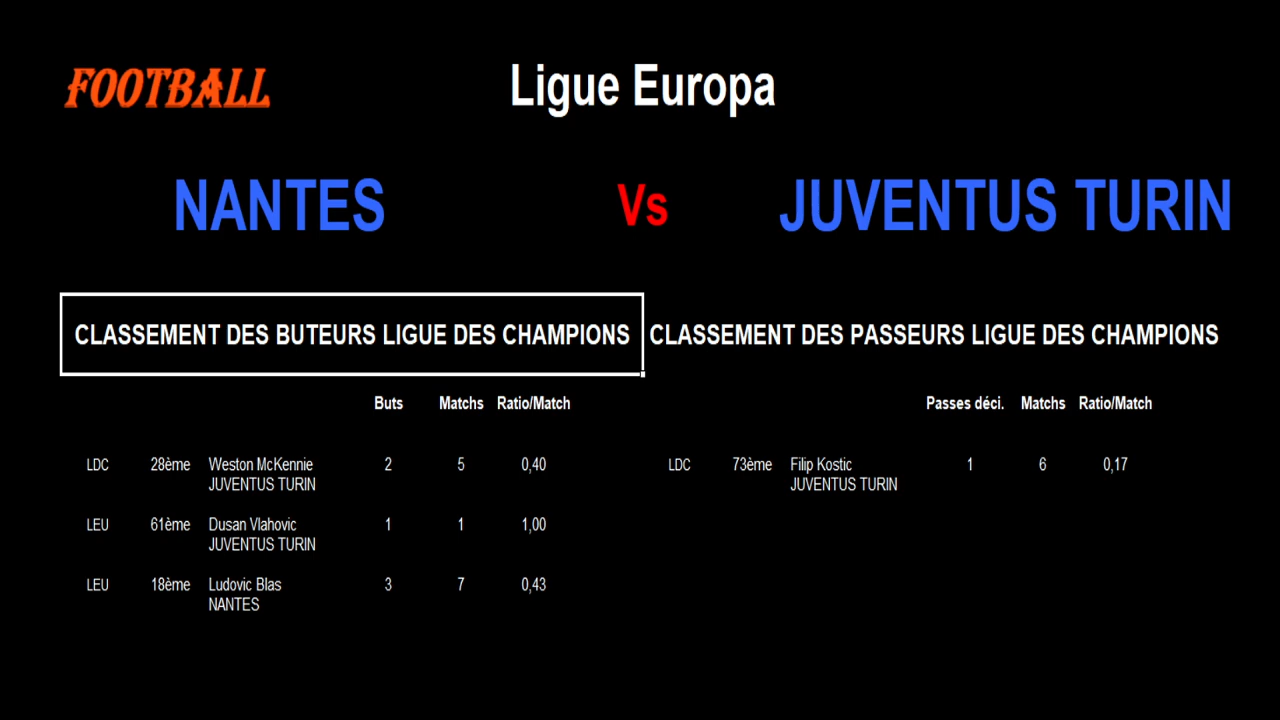 FOOTBALL
Ligue Europa
NANTES Vs JUVENTUS TURIN
CLASSEMENT DES BUTEURS LIGUE DES CHAMPIONS
Buts Matchs Ratio/Match
LDC 28ème Weston McKennie 2 5 0,40
JUVENTUS TURIN
LEU 61ème Dusan Vlahovic 1 1 1,00
JUVENTUS TURIN
LEU 18ème Ludovic Blas 3 7 0,43
NANTES
CLASSEMENT DES PASSEURS LIGUE DES CHAMPIONS
Passes déci. Matchs Ratio/Match
LDC 73ème Filip Kostic 1 6 0,17
JUVENTUS TURIN